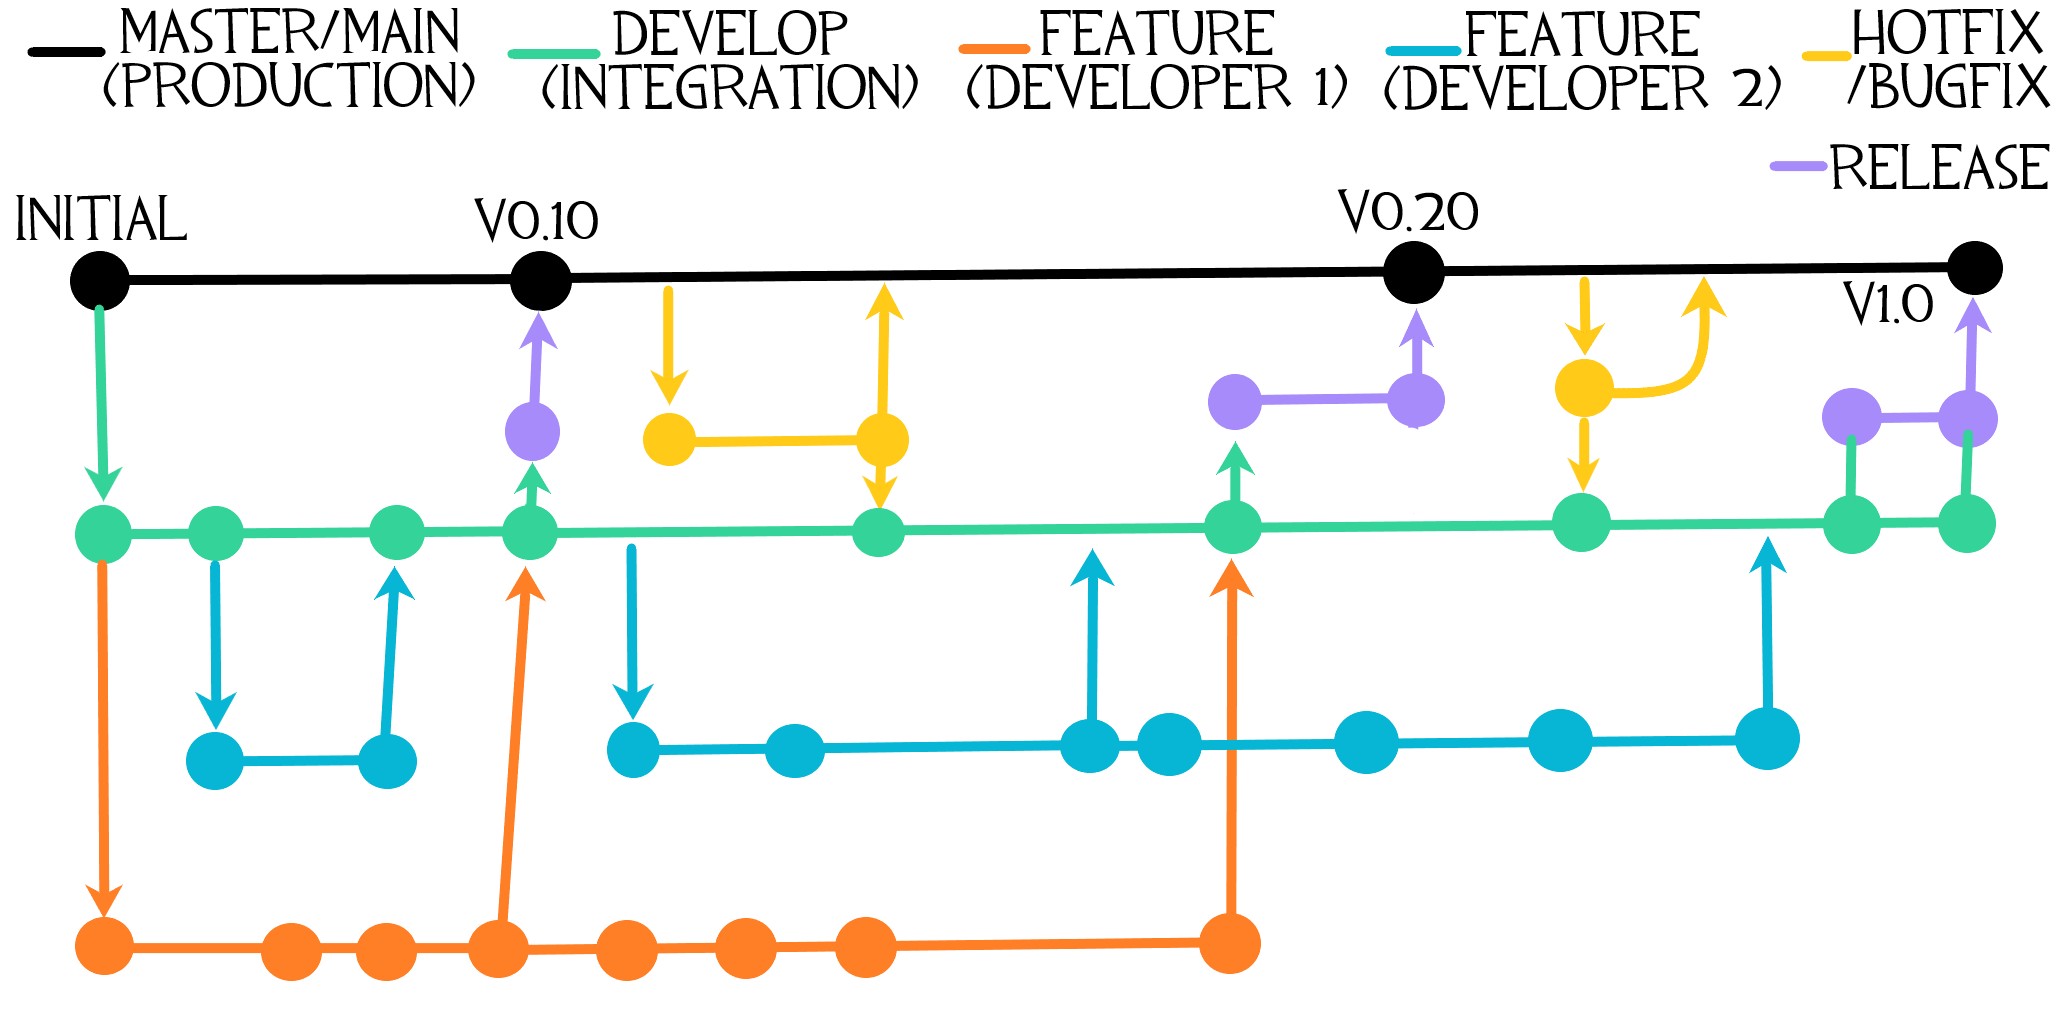 MASTER/MAIN
(PRODUCTION)
DEVELOP
(INTEGRATION)
FEATURE
(DEVELOPER 1)
FEATURE
(DEVELOPER 2)
HOTFIX
/BUGFIX
RELEASE
INITIAL
V0.10
V0.20
V1.0